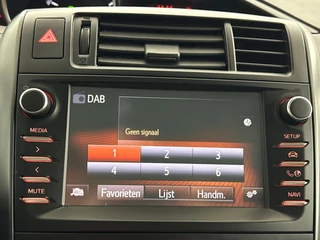 DAB
MEDIA
SETUP
Geen signaal
1 2 3
4 5 6
MUTE
Favorieten Lijst Handm.
NAVI